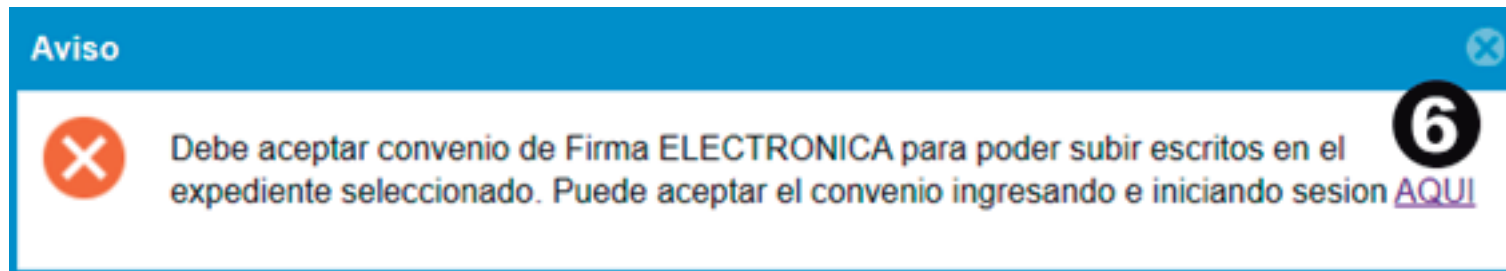 Aviso
6
Debe aceptar convenio de Firma ELECTRONICA para poder subir escritos en el
expediente seleccionado. Puede aceptar el convenio ingresando e iniciando sesion AQUI